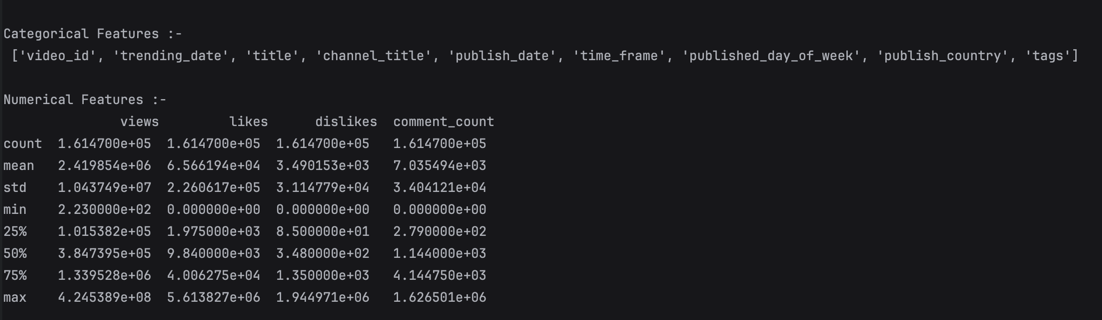 Categorical Features :-
['video_id', 'trending_date', 'title', 'channel_title', 'publish_date', 'time_frame', 'published_day_of_week', 'publish_country', 'tags']
Numerical Features :-
views likes dislikes comment_count
count 1.614700e+05 1.614700e+05 1.614700e+05 1.614700e+05
mean 2.419854e+06 6.566194e+04 3.490153e+03 7.035494e+03
std 1.043749e+07 2.260617e+05 3.114779e+04 3.404121e+04
min 2.230000e+02 0.000000e+00 0.000000e+00 0.000000e+00
25% 1.015382e+05 1.975000e+03 8.500000e+01 2.790000e+02
50% 3.847395e+05 9.840000e+03 3.480000e+02 1.144000e+03
75% 1.339528e+06 4.006275e+04 1.350000e+03 4.144750e+03
max 4.245389e+08 5.613827e+06 1.944971e+06 1.626501e+06